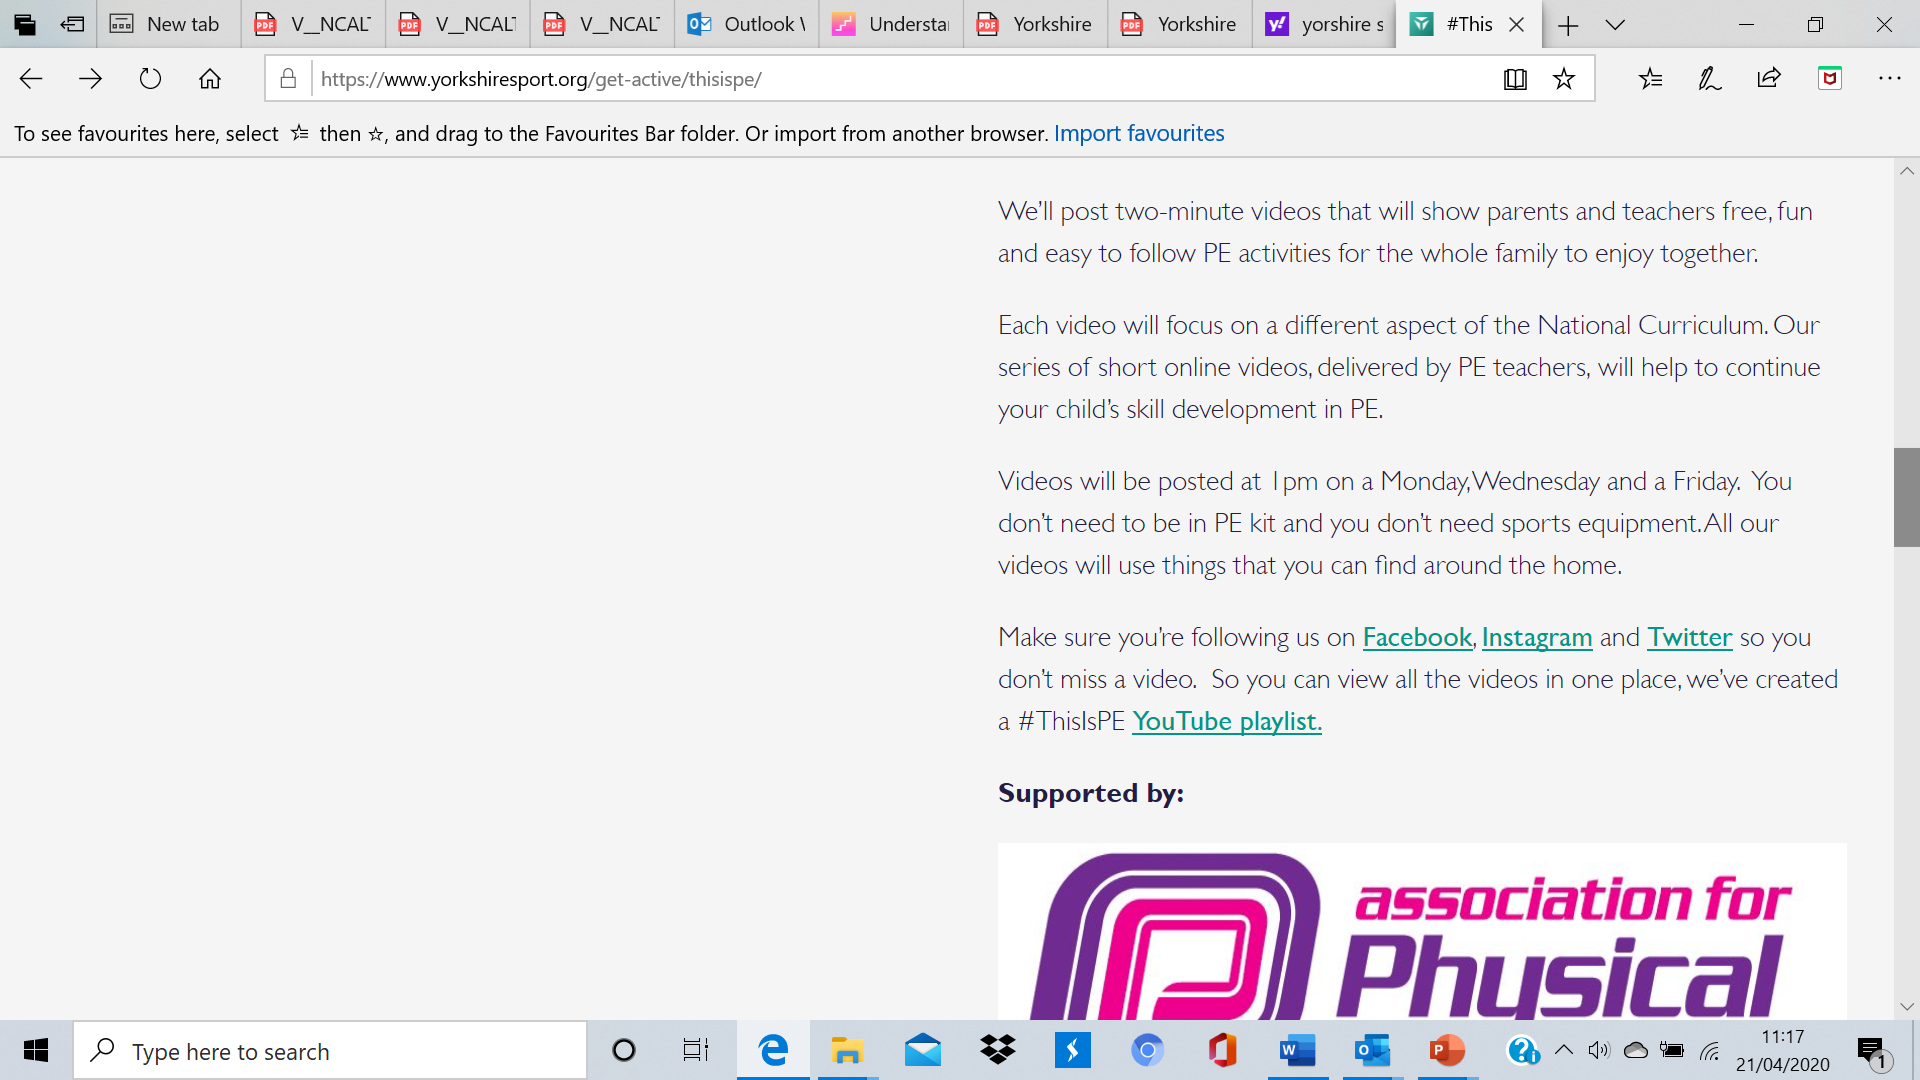 New tab
V__NCAL
V__NCAL
V__NCAL
Outlook
Understa
Yorkshire
Yorkshire
yorshire s
#This
https://www.yorkshiresport.org/get-active/thisispe/
To see favourites here, select then , and drag to the Favourites Bar folder. Or import from another browser. Import favourites
We’ll post two-minute videos that will show parents and teachers free, fun
and easy to follow PE activities for the whole family to enjoy together.
Each video will focus on a different aspect of the National Curriculum. Our
series of short online videos, delivered by PE teachers, will help to continue
your child’s skill development in PE.
Videos will be posted at 1pm on a Monday, Wednesday and a Friday. You
don’t need to be in PE kit and you don’t need sports equipment. All our
videos will use things that you can find around the home.
Make sure you’re following us on Facebook, Instagram and Twitter so you
don’t miss a video. So you can view all the videos in one place, we’ve created
a #ThisIsPE YouTube playlist.
Supported by:
association for
Physical
Type here to search
11:17
21/04/2020
1